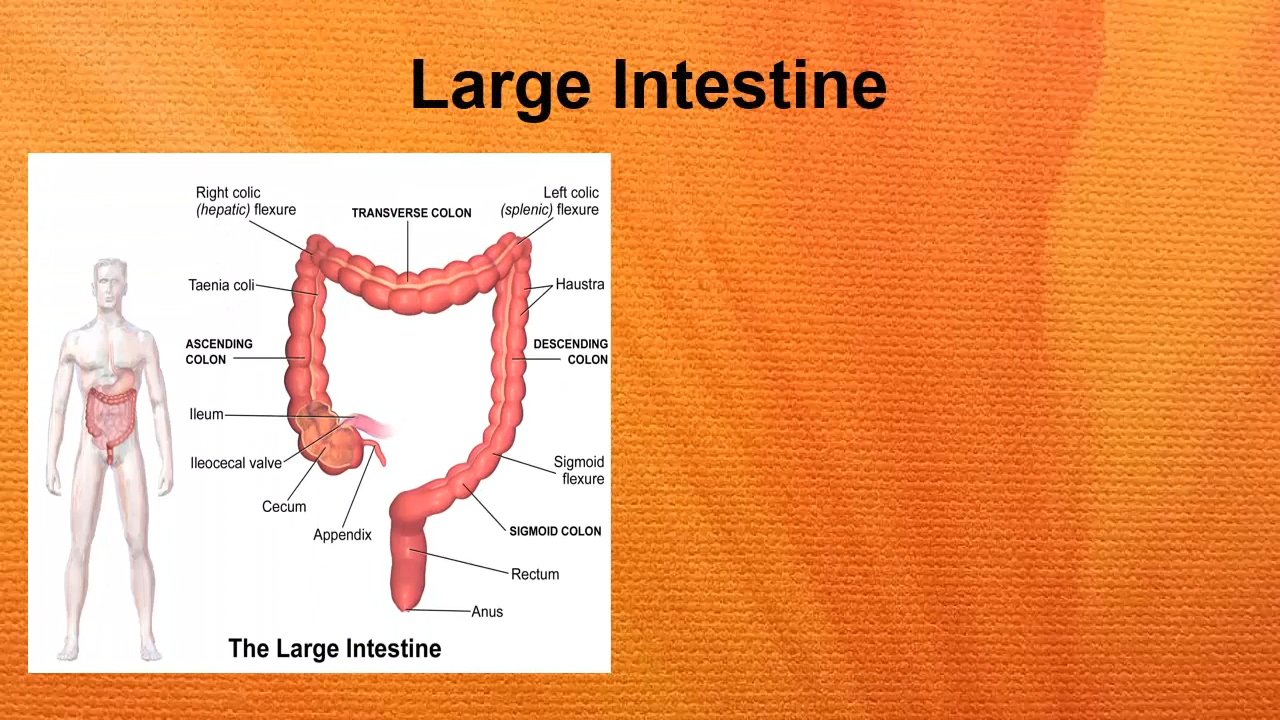 Large Intestine
Right colic
(hepatic) flexure
TRANSVERSE COLON
Left colic
(splenic) flexure
Taenia coli
Haustra
ASCENDING
COLON
DESCENDING
COLON
Ileum
Ileocecal valve
Sigmoid
flexure
Cecum
Appendix
SIGMOID COLON
Rectum
Anus
The Large Intestine